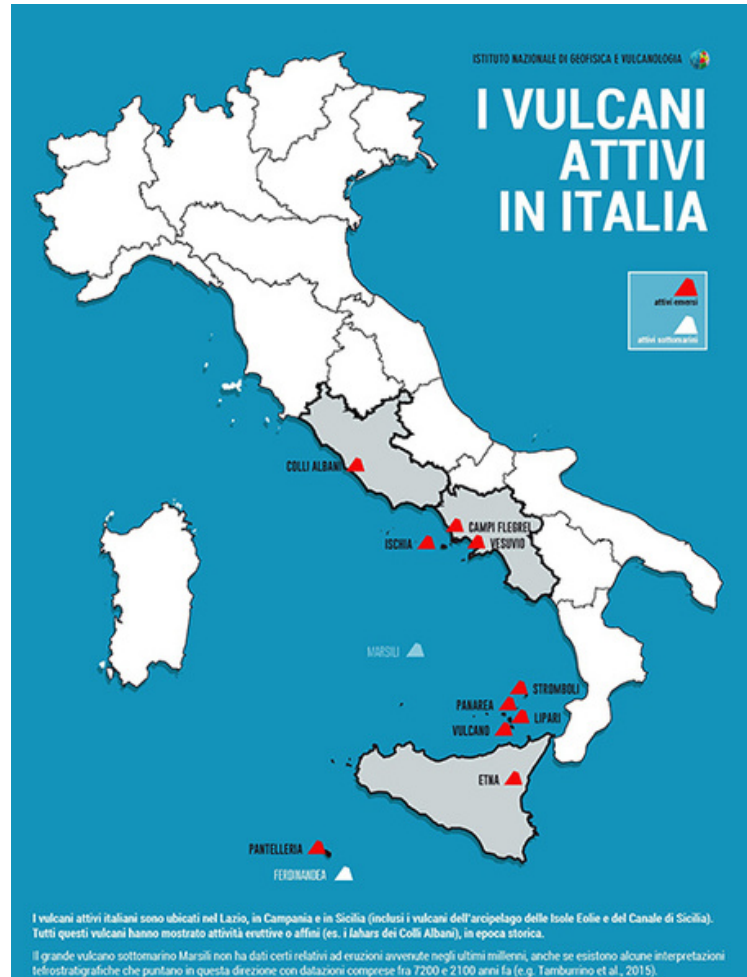 ISTITUTO NAZIONALE DI GEOFISICA E VULCANOLOGIA
I VULCANI
ATTIVI
IN ITALIA
attivi emersi
attivi sottomarini
COLLI ALBANI
CAMPI FLEGREI
ISCHIA
VESUVIO
MARSILI
STROMBOLI
PANAREA
LIPARI
VULCANO
ETNA
PANTELLERIA
FERDINANDEA
I vulcani attivi italiani sono ubicati nel Lazio, in Campania e in Sicilia (inclusi i vulcani dell'arcipelago delle Isole Eolie e del Canale di Sicilia).
Tutti questi vulcani hanno mostrato attività eruttive o affini (es. i lahars dei Colli Albani), in epoca storica.
Il grande vulcano sottomarino Marsili non ha dati certi relativi ad eruzioni avvenute negli ultimi millenni, anche se esistono alcune interpretazioni
tefrostratigrafiche che puntano in questa direzione con datazioni comprese fra 7200 e 2100 anni fa (e.g. Tamburrino et al., 2015).